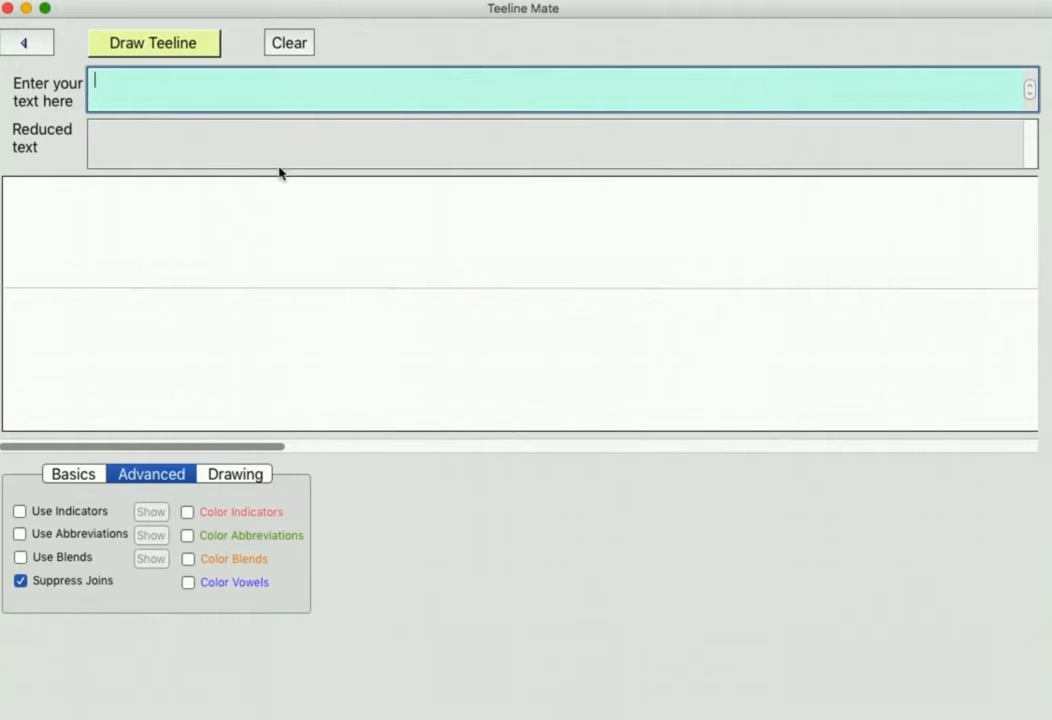 Teeline Mate
Draw Teeline Clear
Enter your
text here
Reduced
text
Basics Advanced Drawing
Use Indicators Show Color Indicators
Use Abbreviations Show Color Abbreviations
Use Blends Show Color Blends
Suppress Joins Color Vowels